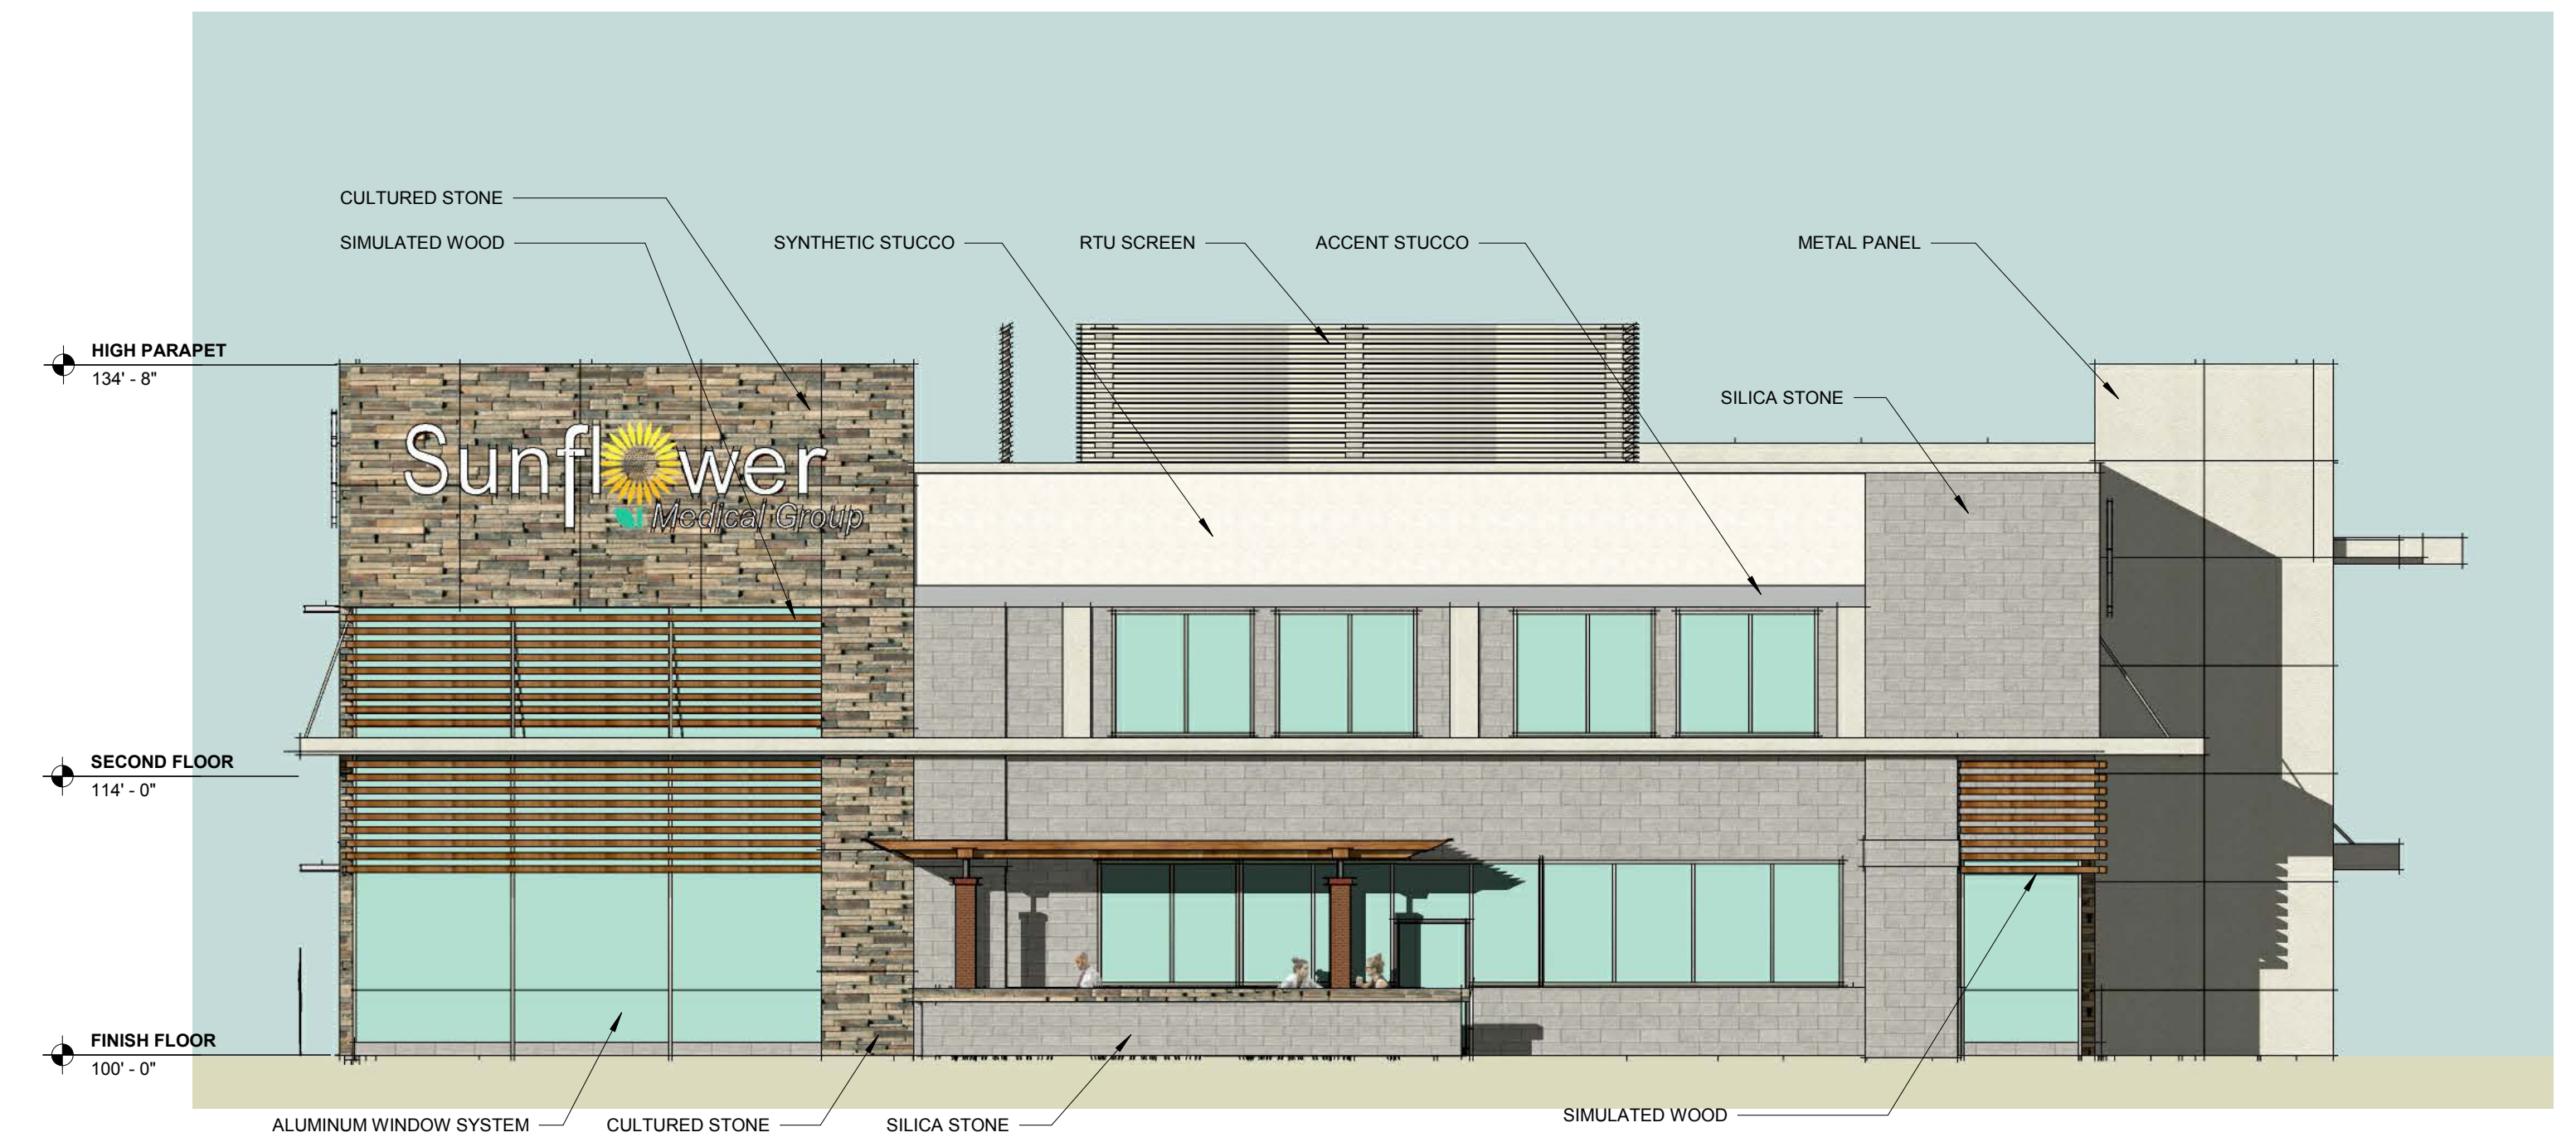 CULTURED STONE
SIMULATED WOOD
SYNTHETIC STUCCO
RTU SCREEN
ACCENT STUCCO
METAL PANEL
HIGH PARAPET
134' - 8"
SILICA STONE
Sunflower
Medical Group
SECOND FLOOR
114' - 0"
FINISH FLOOR
100' - 0"
ALUMINUM WINDOW SYSTEM
CULTURED STONE
SILICA STONE
SIMULATED WOOD